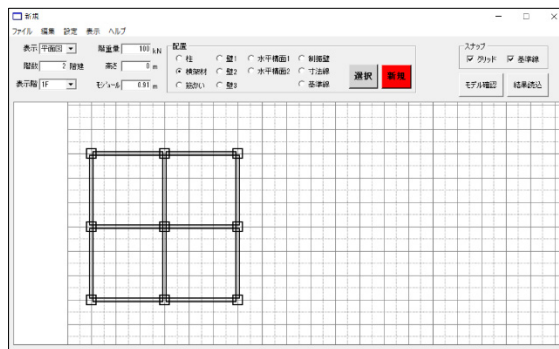 新規
ファイル 編集 設定 表示 ヘルプ
表示 平面図 階重量 100 kN 配置 スナップ
柱 壁1 水平構面1 制振壁 グリッド 基準線
階数 2 階建 高さ 0 m
横架材 壁2 水平構面2 寸法線 選択 新規
表示階 1F モジュール 0.91 m 筋かい 壁3 基準線 モデル確認 結果読込